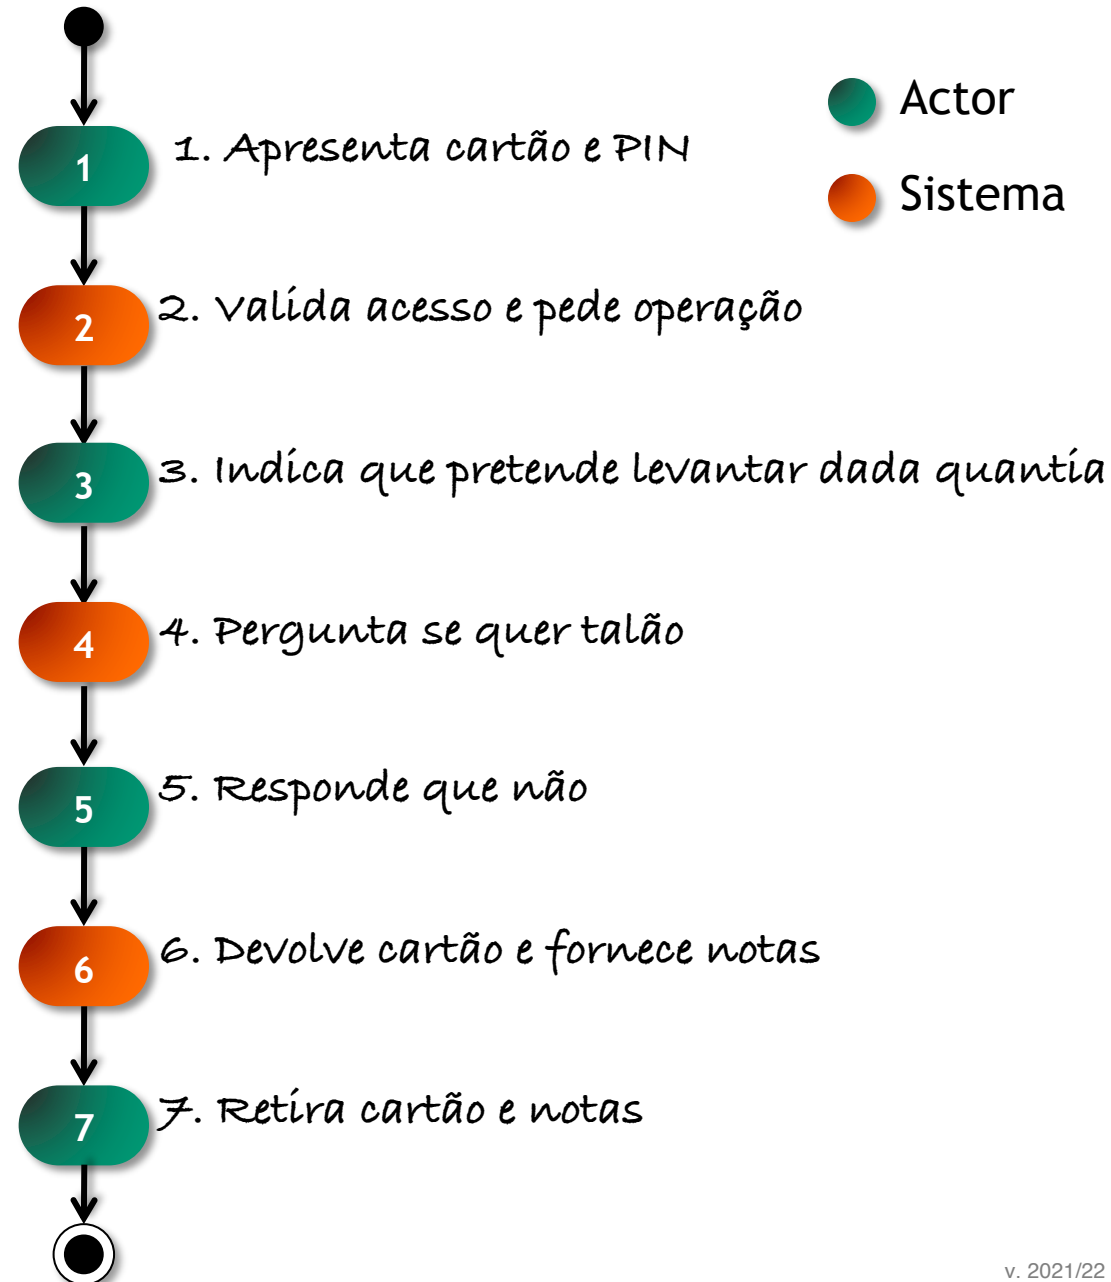 Actor
1
1. Apresenta cartão e PIN
Sistema
2
2. Valida acesso e pede operação
3
3. Indica que pretende levantar dada quantia
4
4. Pergunta se quer talão
5
5. Responde que não
6
6. Devolve cartão e fornece notas
7
7. Retira cartão e notas
v. 2021/22